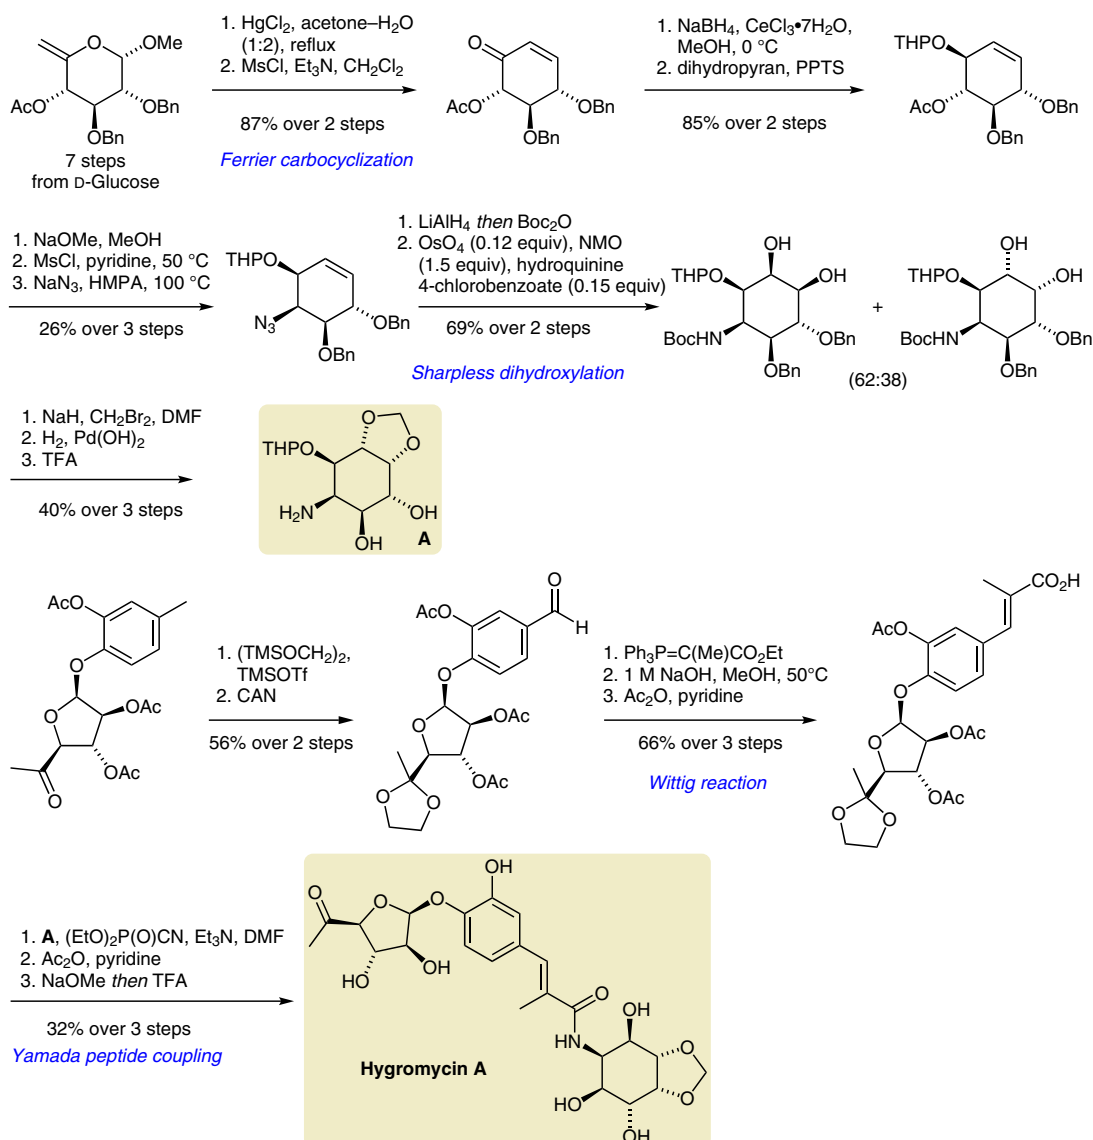 O
OMe
AcO
OBn
OBn
7 steps
from D-Glucose
1. HgCl2, acetone–H2O
(1:2), reflux
2. MsCl, Et3N, CH2Cl2
87% over 2 steps
Ferrier carbocyclization
O
AcO
OBn
OBn
1. NaBH4, CeCl3•7H2O,
MeOH, 0 °C
2. dihydropyran, PPTS
85% over 2 steps
THP
O
AcO
OBn
OBn
1. NaOMe, MeOH
2. MsCl, pyridine, 50 °C
3. NaN3, HMPA, 100 °C
26% over 3 steps
THP
O
N3
OBn
OBn
1. LiAlH4 then Boc2O
2. OsO4 (0.12 equiv), NMO
(1.5 equiv), hydroquinine
4-chlorobenzoate (0.15 equiv)
69% over 2 steps
Sharpless dihydroxylation
OH
THP
O
OH
BocHN
OBn
OBn
+
OH
THP
O
OH
BocHN
OBn
OBn
(62:38)
1. NaH, CH2Br2, DMF
2. H2, Pd(OH)2
3. TFA
40% over 3 steps
O
O
THP
O
H2N
OH
OH
A
AcO
O
O
OAc
OAc
O
1. (TMSOCH2)2,
TMSOTf
2. CAN
56% over 2 steps
O
H
AcO
O
O
OAc
OAc
O
O
1. Ph3P=C(Me)CO2Et
2. 1 M NaOH, MeOH, 50°C
3. Ac2O, pyridine
66% over 3 steps
Wittig reaction
CO2H
AcO
O
O
OAc
OAc
O
O
1. A, (EtO)2P(O)CN, Et3N, DMF
2. Ac2O, pyridine
3. NaOMe then TFA
32% over 3 steps
Yamada peptide coupling
OH
O
O
O
HO
OH
O
HN
OH
O
O
HO
OH
Hygromycin A